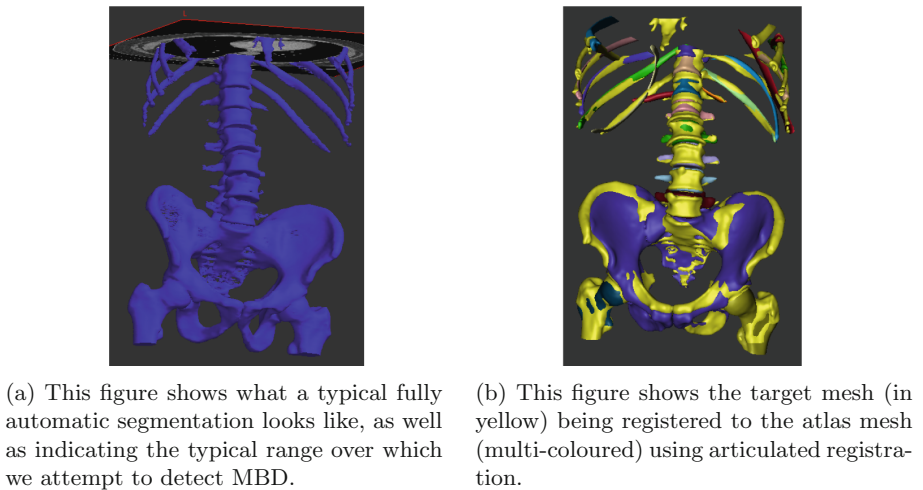 (a) This figure shows what a typical fully
automatic segmentation looks like, as well
as indicating the typical range over which
we attempt to detect MBD.
(b) This figure shows the target mesh (in
yellow) being registered to the atlas mesh
(multi-coloured) using articulated registra-
tion.